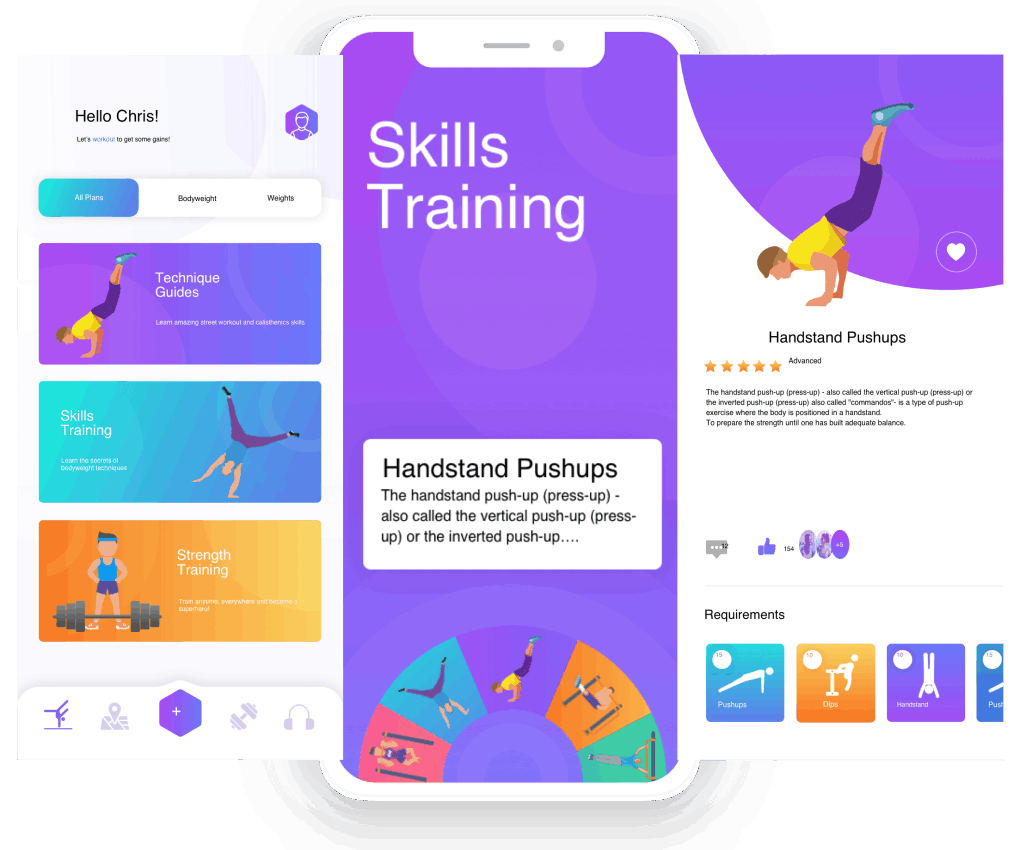 Hello Chris!
Let's workout to get some gains!
All Plans
Bodyweight
Weights
Technique
Guides
Learn amazing street workout and calisthenics skills
Skills
Training
Learn the secrets of
bodyweight techniques
Strength
Training
Train anytime, everywhere and become a
superhero!
+
Skills
Training
Handstand Pushups
The handstand push-up (press-up) -
also called the vertical push-up (press-
up) or the inverted push-up….
Handstand Pushups
Advanced
The handstand push-up (press-up) - also called the vertical push-up (press-up) or
the inverted push-up (press-up) also called "commandos"- is a type of push-up
exercise where the body is positioned in a handstand.
To prepare the strength until one has built adequate balance.
12
154
+5
Requirements
15
Pushups
10
Dips
10
Handstand
15
Push